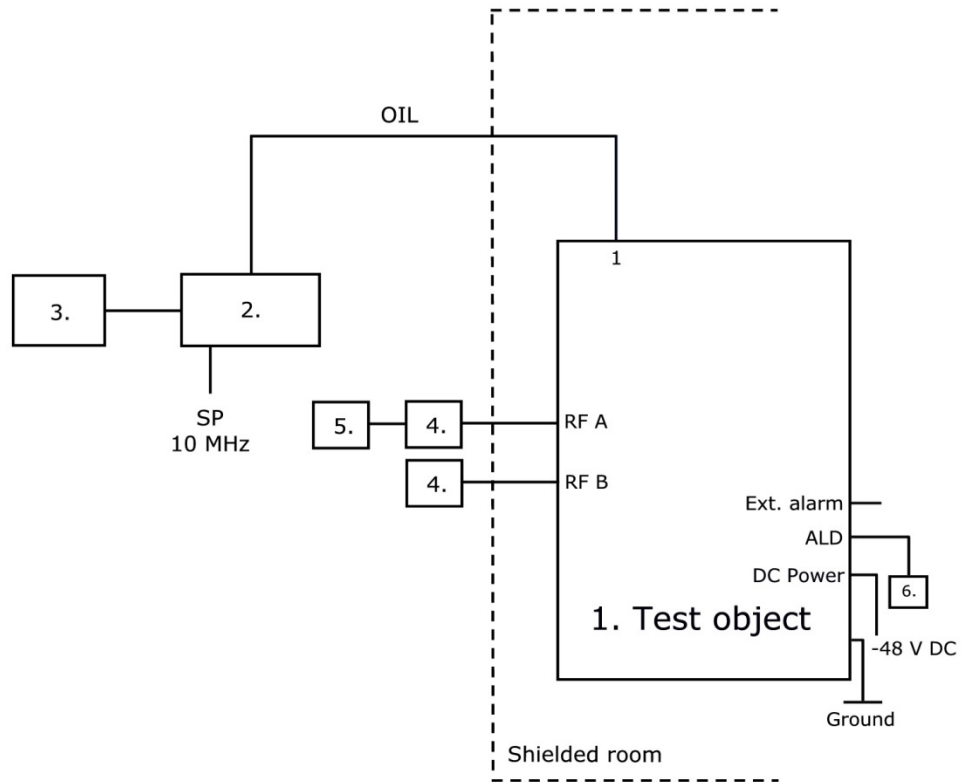 OIL
1
3.
2.
SP
10 MHz
5.
4.
RF A
4.
RF B
Ext. alarm
ALD
DC Power
6.
1. Test object
-48 V DC
Ground
Shielded room